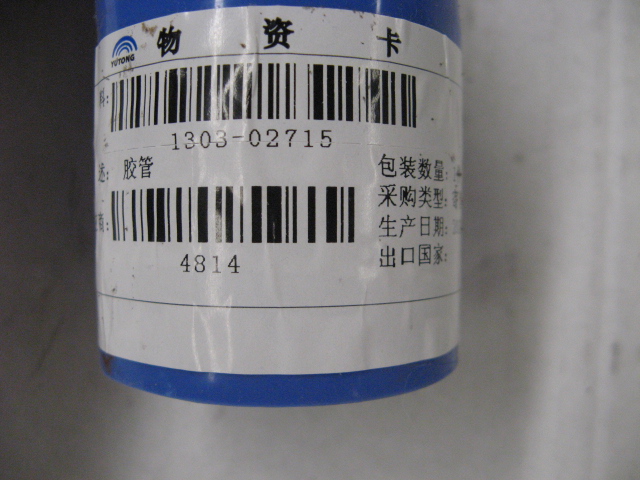 YUTONG 物资卡
料:
1303-02715
述: 胶管 包装数量:
采购类型:
商: 生产日期:
4814 出口国家: